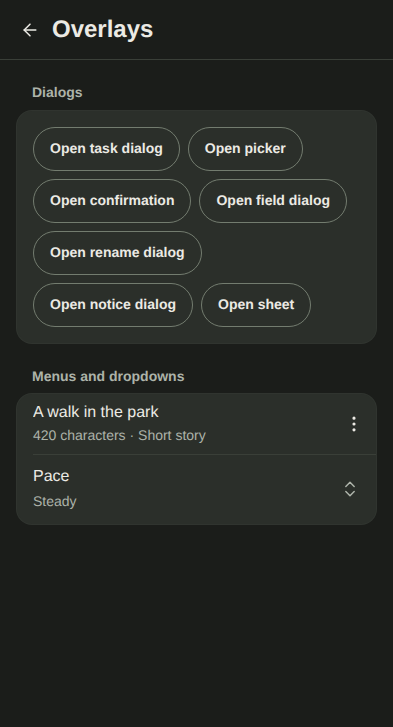 Overlays
Dialogs
Open task dialog
Open picker
Open confirmation
Open field dialog
Open rename dialog
Open notice dialog
Open sheet
Menus and dropdowns
A walk in the park
420 characters · Short story
Pace
Steady